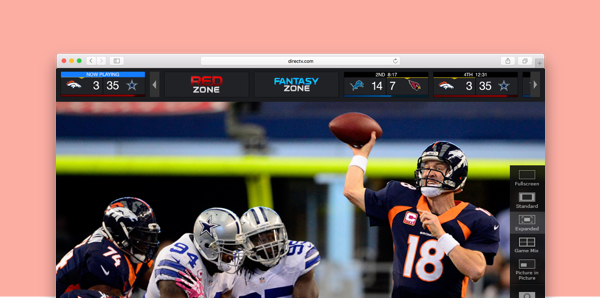 directv.com
NOW PLAYING
3 35
RED
ZONE
FANTASY
ZONE
2ND 8:17
14 7
4TH 12:31
3 35
Fullscreen
Standard
Expanded
Game Mix
Picture in
Picture
18
18
C
74
94